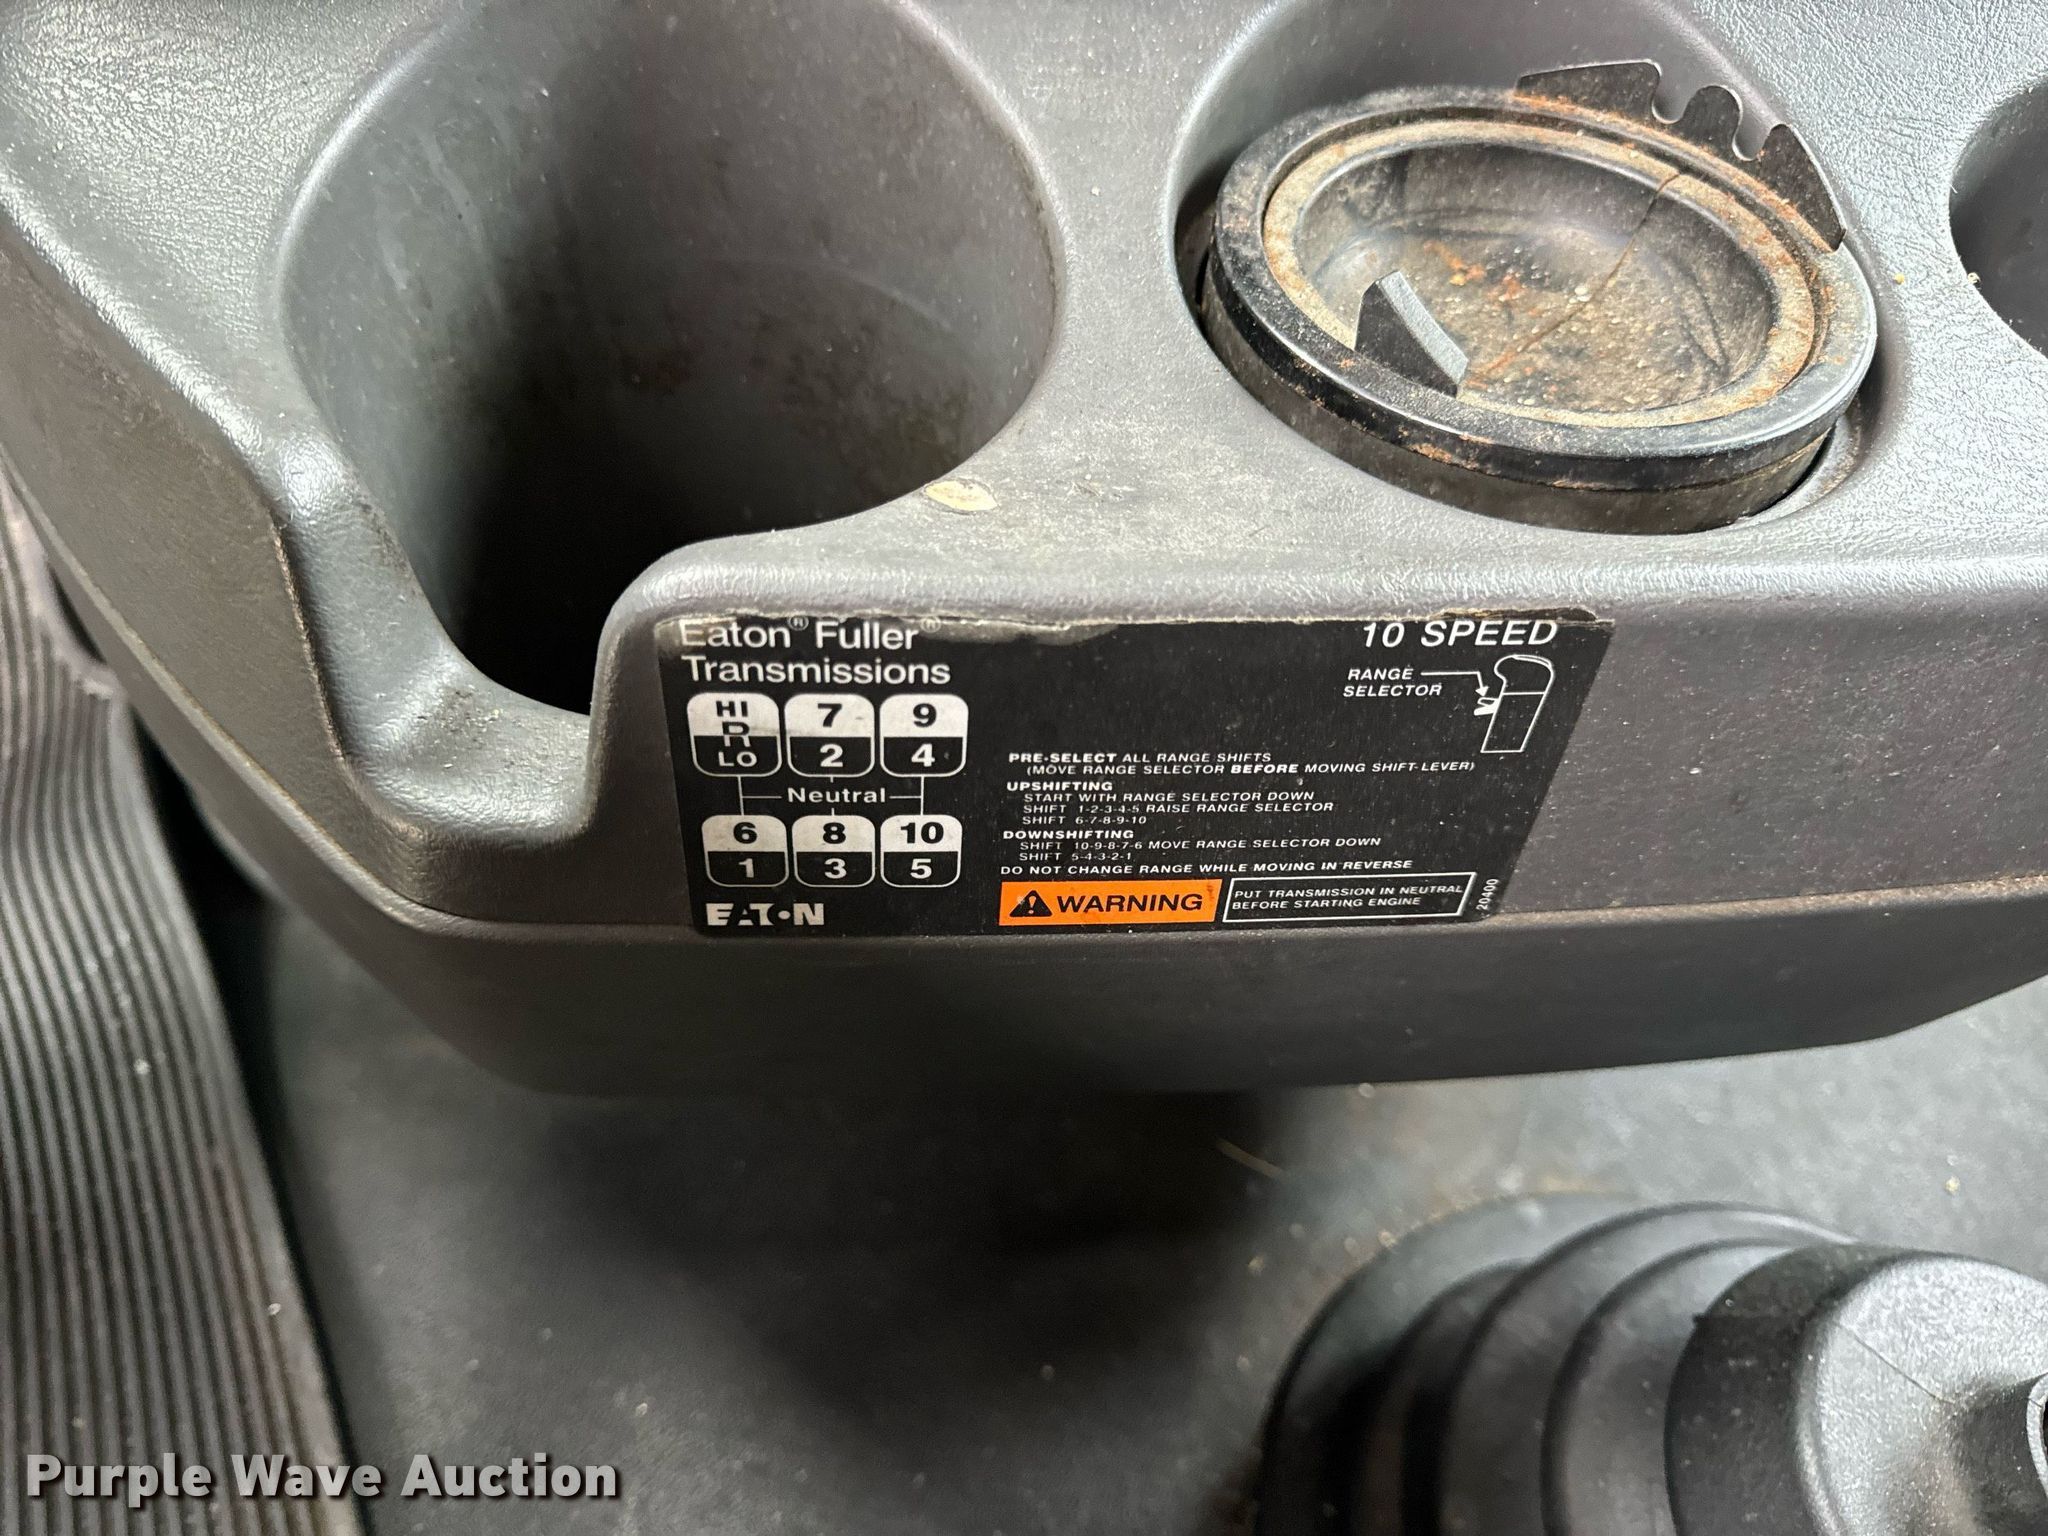 Eaton® Fuller®
Transmissions
10 SPEED
RANGE
SELECTOR
HI
R
LO
7
2
9
4
Neutral
6
1
8
3
10
5
PRE-SELECT ALL RANGE SHIFTS
(MOVE RANGE SELECTOR BEFORE MOVING SHIFT LEVER)
UPSHIFTING
START WITH RANGE SELECTOR DOWN
SHIFT 1-2-3-4-5 RAISE RANGE SELECTOR
SHIFT 6-7-8-9-10
DOWNSHIFTING
SHIFT 10-9-8-7-6 MOVE RANGE SELECTOR DOWN
SHIFT 5-4-3-2-1
DO NOT CHANGE RANGE WHILE MOVING IN REVERSE
WARNING
PUT TRANSMISSION IN NEUTRAL
BEFORE STARTING ENGINE
20400
EATON
Purple Wave Auction